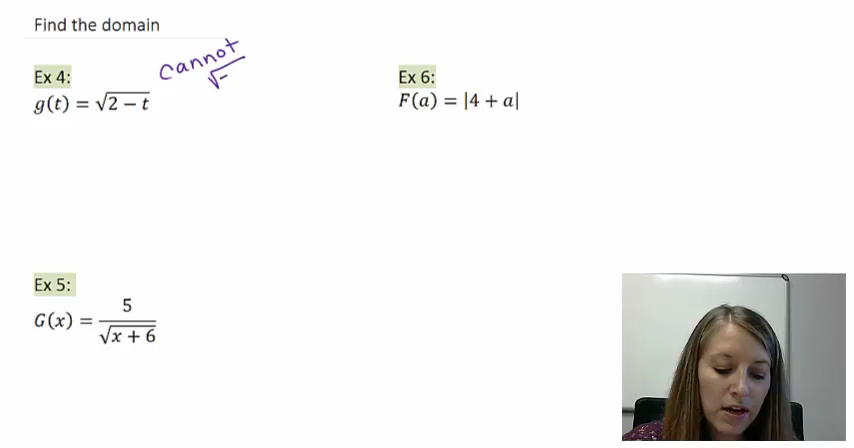 Find the domain
Ex 4:
cannot
√-
g(t) = √2 − t
Ex 6:
F(a) = |4 + a|
Ex 5:
G(x) = 5/√x + 6